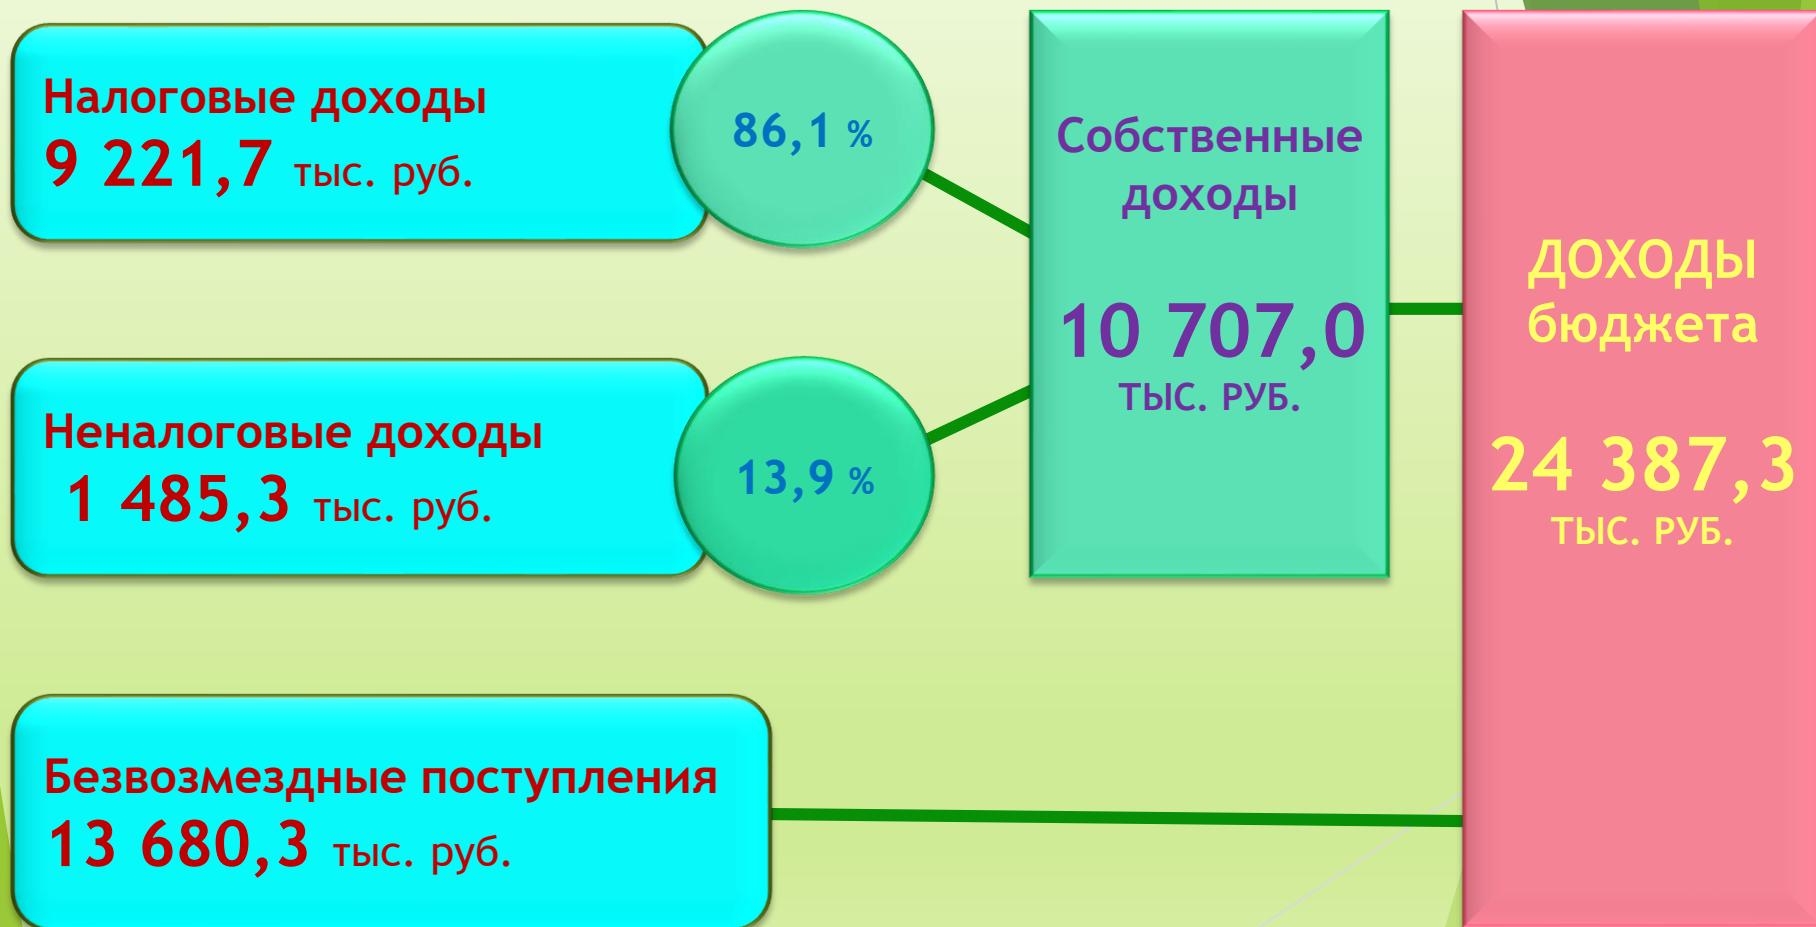 Налоговые доходы
9 221,7 тыс. руб.
86,1 %
Неналоговые доходы
1 485,3 тыс. руб.
13,9 %
Собственные
доходы
10 707,0
ТЫС. РУБ.
Безвозмездные поступления
13 680,3 тыс. руб.
ДОХОДЫ
бюджета
24 387,3
ТЫС. РУБ.